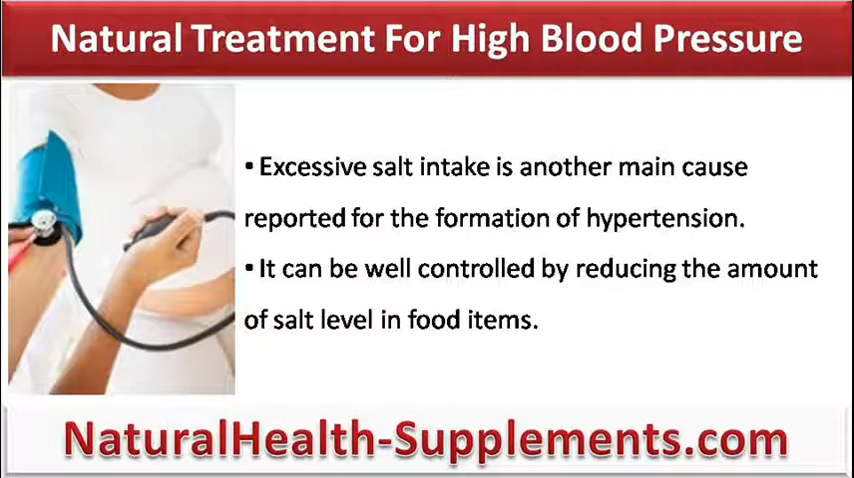 Natural Treatment For High Blood Pressure
▪ Excessive salt intake is another main cause
reported for the formation of hypertension.
▪ It can be well controlled by reducing the amount
of salt level in food items.
NaturalHealth-Supplements.com